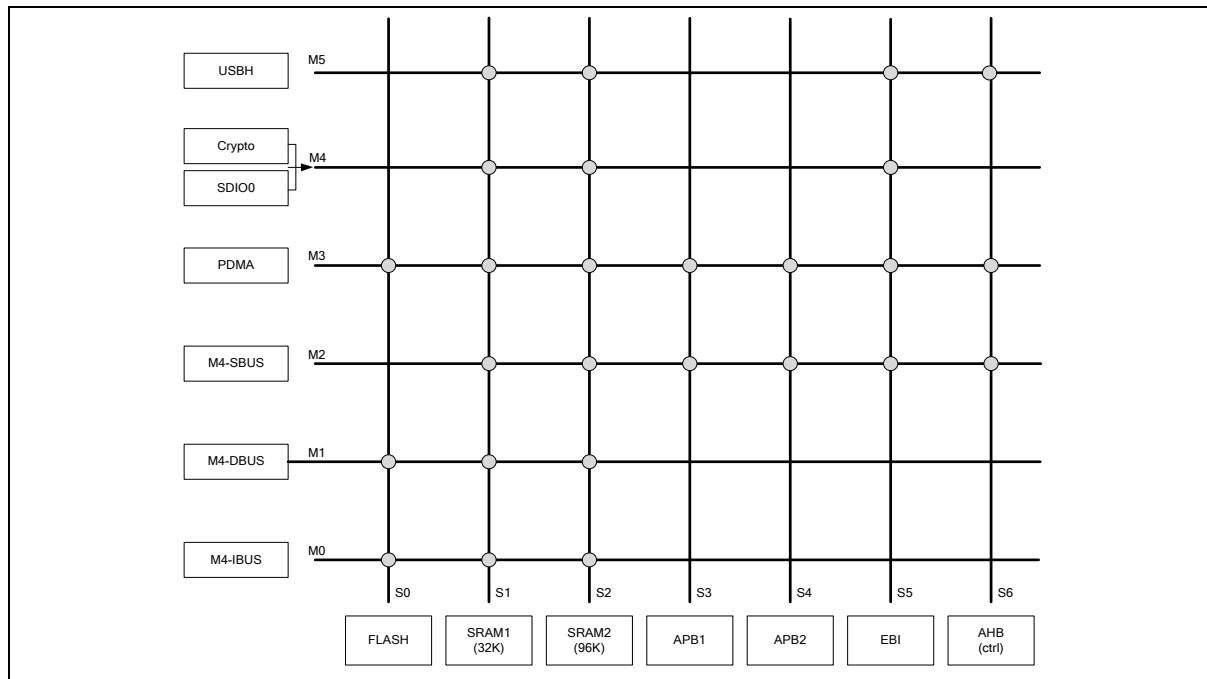 USBH
M5
Crypto
M4
SDIO0
PDMA
M3
M4-SBUS
M2
M4-DBUS
M1
M4-IBUS
M0
S0
S1
S2
S3
S4
S5
S6
FLASH
SRAM1
(32K)
SRAM2
(96K)
APB1
APB2
EBI
AHB
(ctrl)